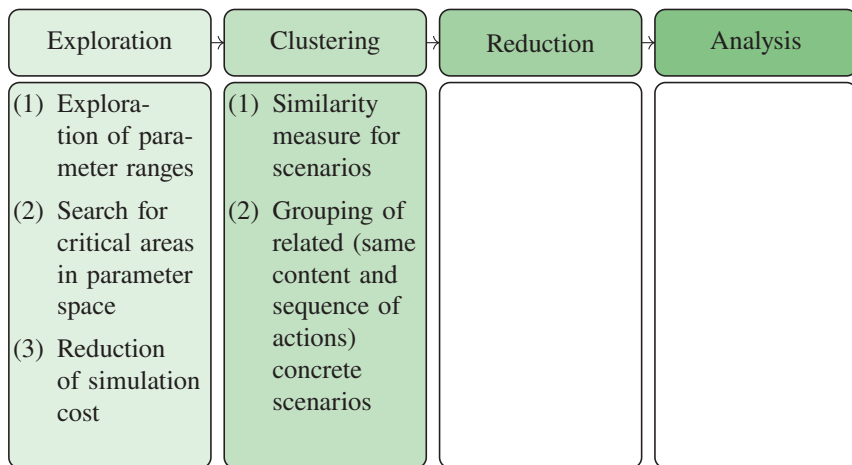 Exploration
Clustering
Reduction
Analysis
(1) Explora-
tion of para-
meter ranges
(2) Search for
critical areas
in parameter
space
(3) Reduction
of simulation
cost
(1) Similarity
measure for
scenarios
(2) Grouping of
related (same
content and
sequence of
actions)
concrete
scenarios